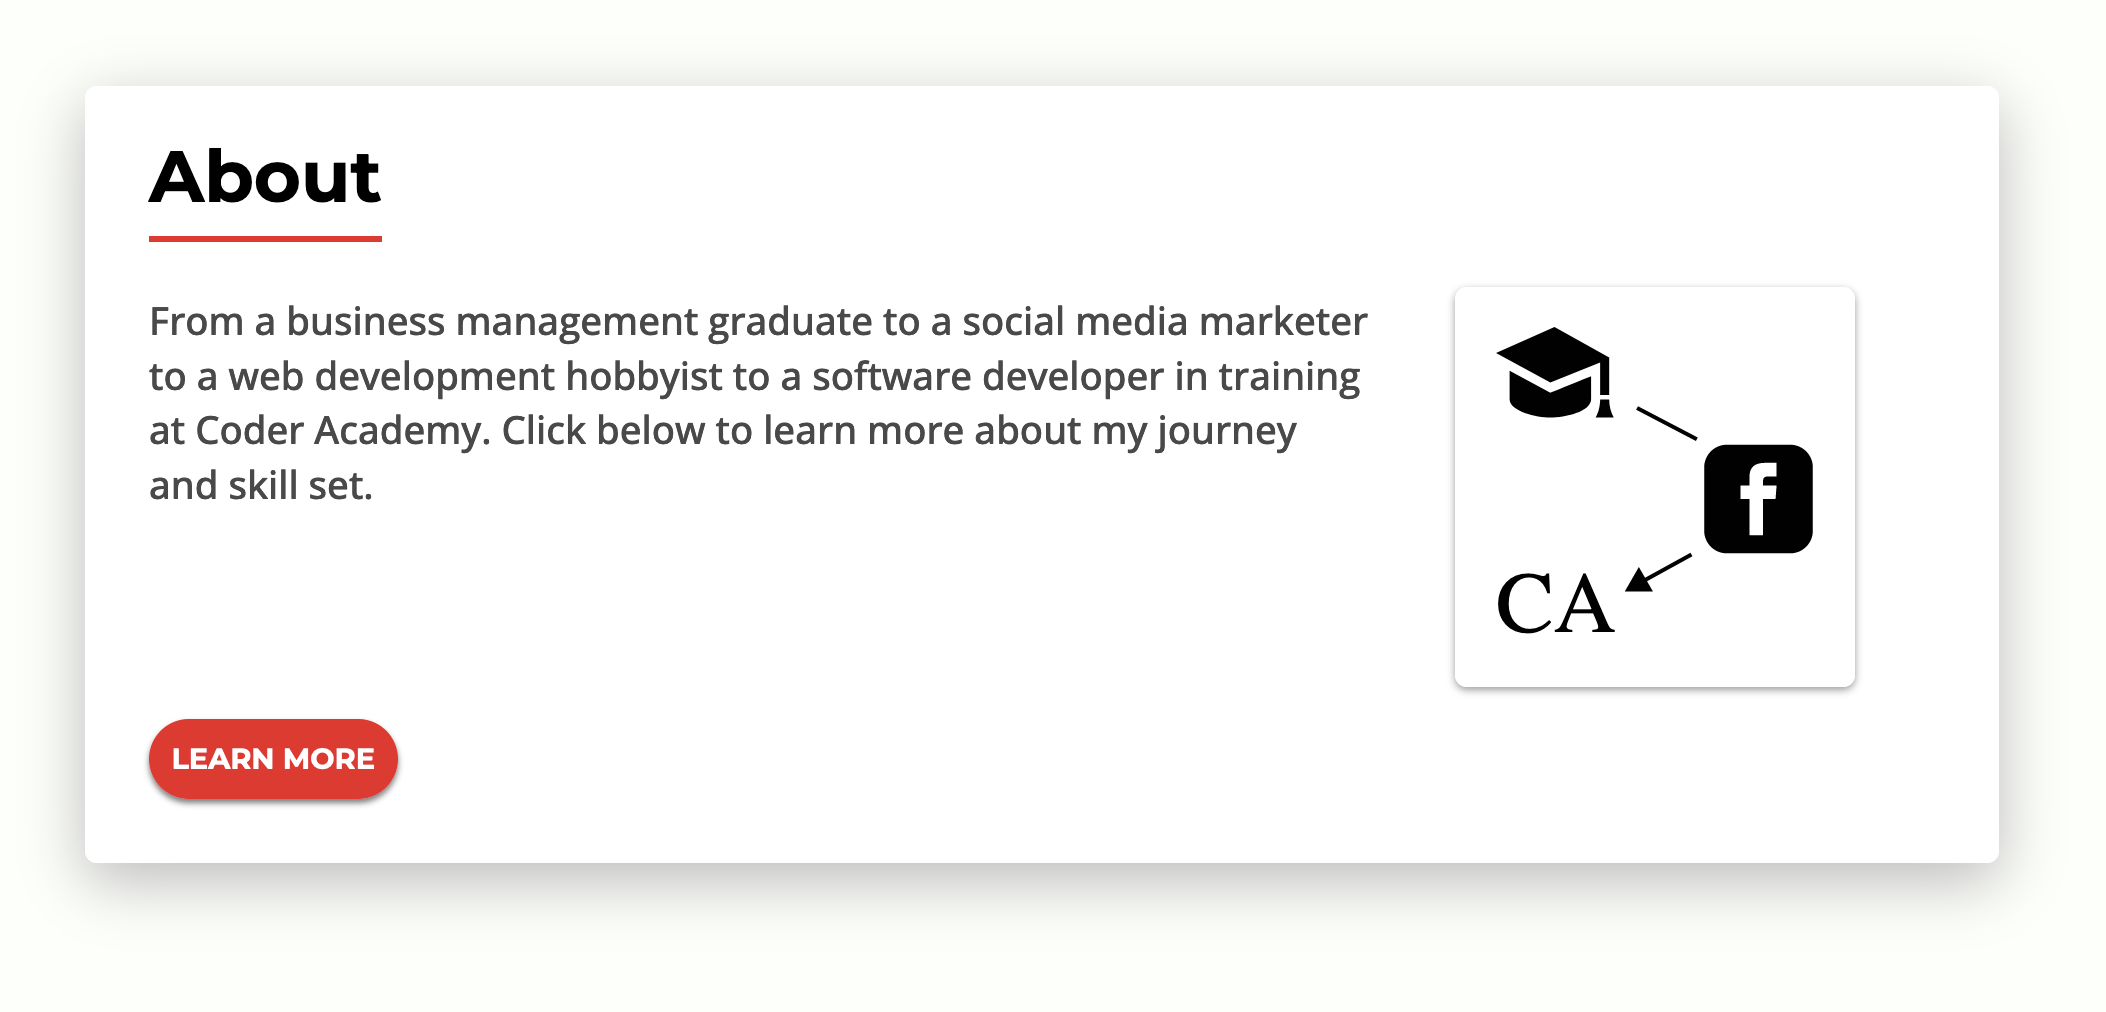 About
From a business management graduate to a social media marketer
to a web development hobbyist to a software developer in training
at Coder Academy. Click below to learn more about my journey
and skill set.
f
CA
LEARN MORE